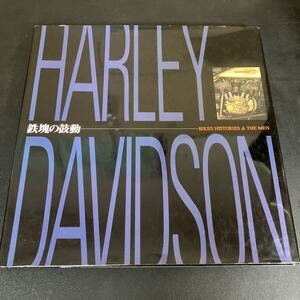 HARLEY
鉄塊の鼓動
BIKES HISTORIES & THE MEN
DAVIDSON